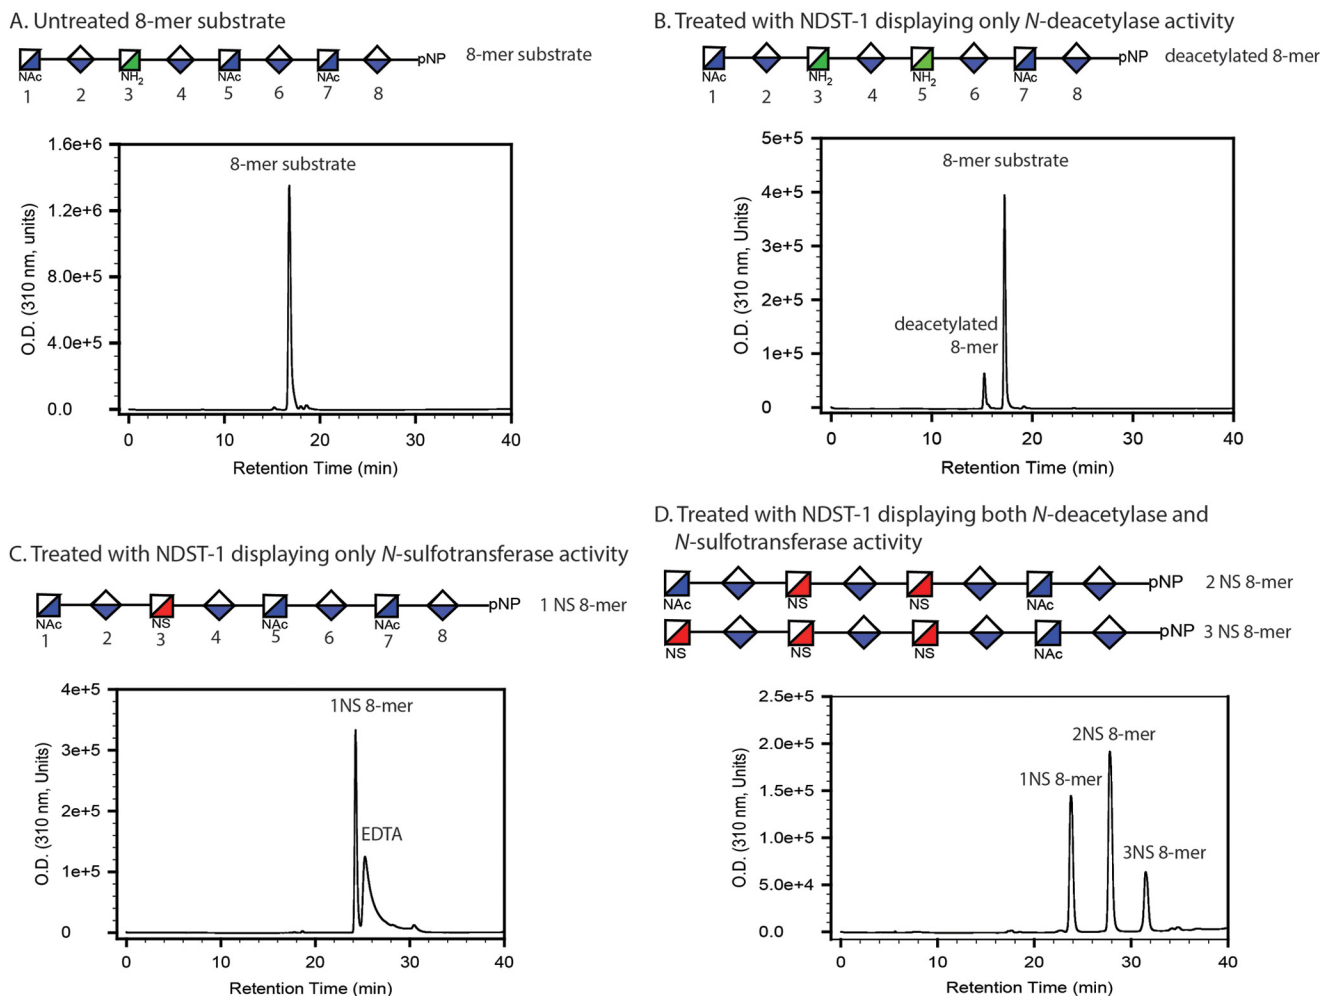 A. Untreated 8-mer substrate
pNP 8-mer substrate
NAc NH2 NAc NAc
1 2 3 4 5 6 7 8
1.6e+6
8-mer substrate
1.2e+6
8.0e+5
4.0e+5
0.0
O.D. (310 nm, units)
0 10 20 30 40
Retention Time (min)
B. Treated with NDST-1 displaying only N-deacetylase activity
pNP deacetylated 8-mer
NAc NH2 NH2 NAc
1 2 3 4 5 6 7 8
5e+5
8-mer substrate
4e+5
3e+5
2e+5
deacetylated
8-mer
1e+5
0
O.D. (310 nm, Units)
0 10 20 30 40
Retention Time (min)
C. Treated with NDST-1 displaying only N-sulfotransferase activity
pNP 1 NS 8-mer
NAc NS NAc NAc
1 2 3 4 5 6 7 8
4e+5
1NS 8-mer
3e+5
2e+5
EDTA
1e+5
0
O.D. (310 nm, Units)
0 10 20 30 40
Retention Time (min)
D. Treated with NDST-1 displaying both N-deacetylase and
N-sulfotransferase activity
pNP 2 NS 8-mer
NAc NS NS NAc
pNP 3 NS 8-mer
NS NS NS NAc
2.5e+5
2.0e+5
2NS 8-mer
1NS 8-mer
1.5e+5
1.0e+5
3NS 8-mer
5.0e+4
0.0
O.D. (310 nm, Units)
0 10 20 30 40
Retention Time (min)